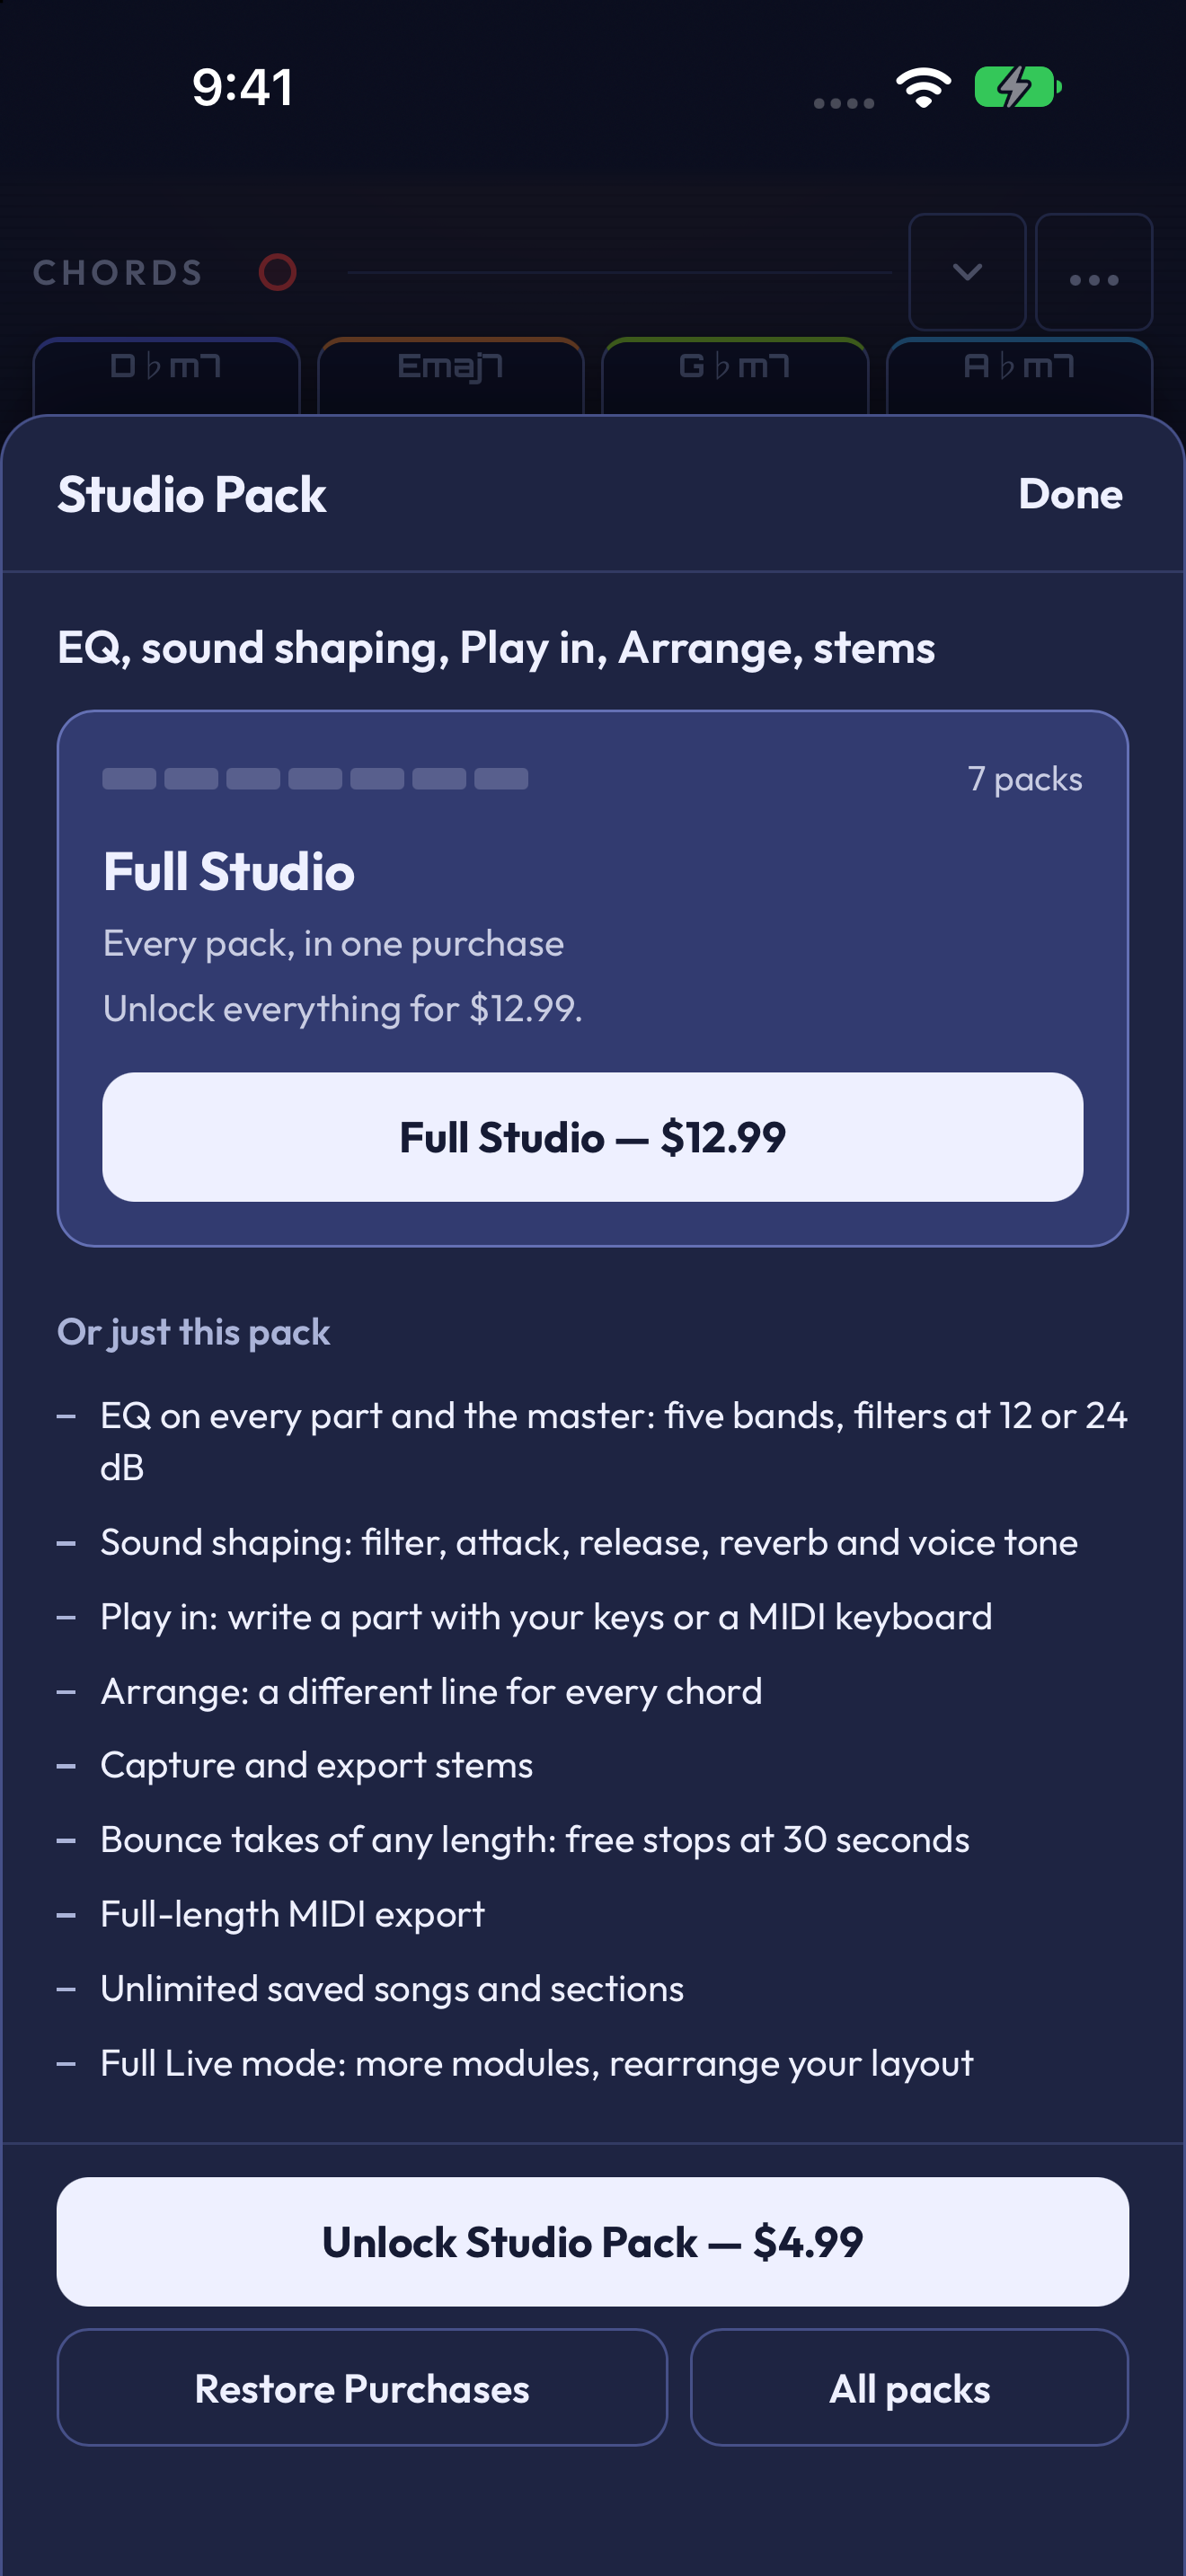 9:41
CHORDS
D♭m7 Emaj7 G♭m7 A♭m7
Studio Pack
Done
EQ, sound shaping, Play in, Arrange, stems
7 packs
Full Studio
Every pack, in one purchase
Unlock everything for $12.99.
Full Studio — $12.99
Or just this pack
– EQ on every part and the master: five bands, filters at 12 or 24
dB
– Sound shaping: filter, attack, release, reverb and voice tone
– Play in: write a part with your keys or a MIDI keyboard
– Arrange: a different line for every chord
– Capture and export stems
– Bounce takes of any length: free stops at 30 seconds
– Full-length MIDI export
– Unlimited saved songs and sections
– Full Live mode: more modules, rearrange your layout
Unlock Studio Pack — $4.99
Restore Purchases
All packs